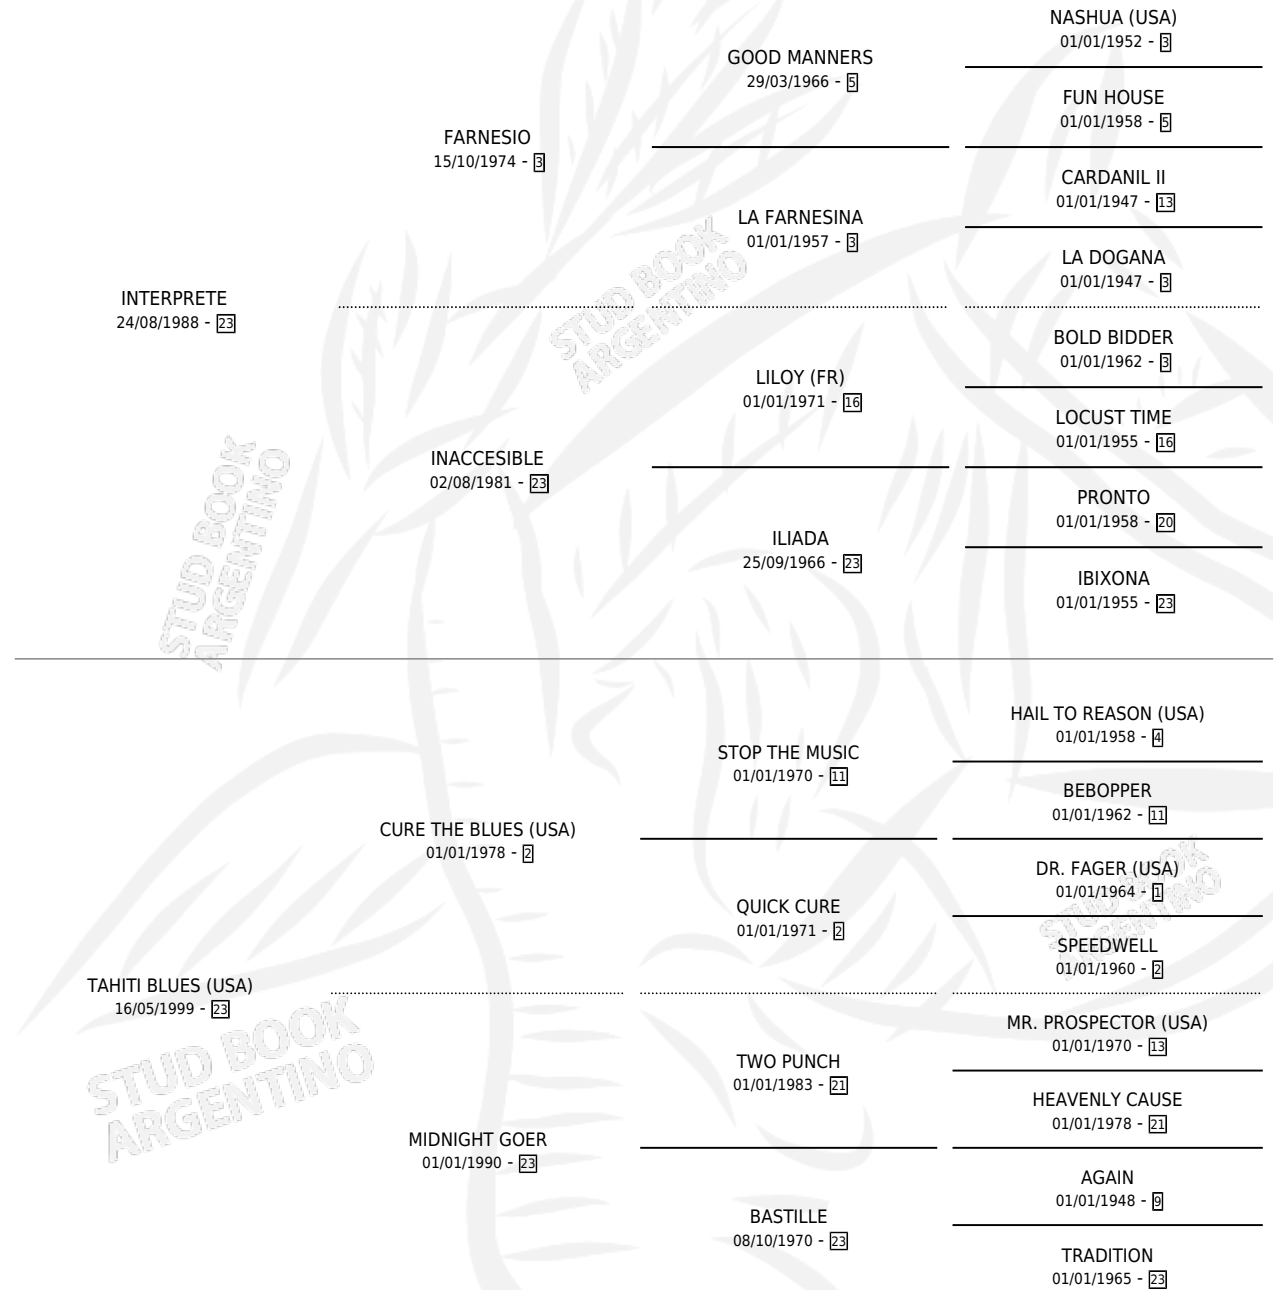 NASHUA (USA)
01/01/1952 - 3
GOOD MANNERS
29/03/1966 - 5
FUN HOUSE
01/01/1958 - 5
FARNESIO
15/10/1974 - 3
CARDANIL II
01/01/1947 - 13
LA FARNESINA
01/01/1957 - 3
LA DOGANA
01/01/1947 - 3
INTERPRETE
24/08/1988 - 23
BOLD BIDDER
01/01/1962 - 3
LILOY (FR)
01/01/1971 - 16
LOCUST TIME
01/01/1955 - 16
INACCESIBLE
02/08/1981 - 23
PRONTO
01/01/1958 - 20
ILIADA
25/09/1966 - 23
IBIXONA
01/01/1955 - 23
STUD BOOK
ARGENTINO
STUD BOOK
ARGENTINO
HAIL TO REASON (USA)
01/01/1958 - 4
STOP THE MUSIC
01/01/1970 - 11
BEBOPPER
01/01/1962 - 11
CURE THE BLUES (USA)
01/01/1978 - 2
DR. FAGER (USA)
01/01/1964 - 1
QUICK CURE
01/01/1971 - 2
SPEEDWELL
01/01/1960 - 2
STUD BOOK
ARGENTINO
TAHITI BLUES (USA)
16/05/1999 - 23
MR. PROSPECTOR (USA)
01/01/1970 - 13
TWO PUNCH
01/01/1983 - 21
HEAVENLY CAUSE
01/01/1978 - 21
STUD BOOK
ARGENTINO
MIDNIGHT GOER
01/01/1990 - 23
AGAIN
01/01/1948 - 9
BASTILLE
08/10/1970 - 23
TRADITION
01/01/1965 - 23